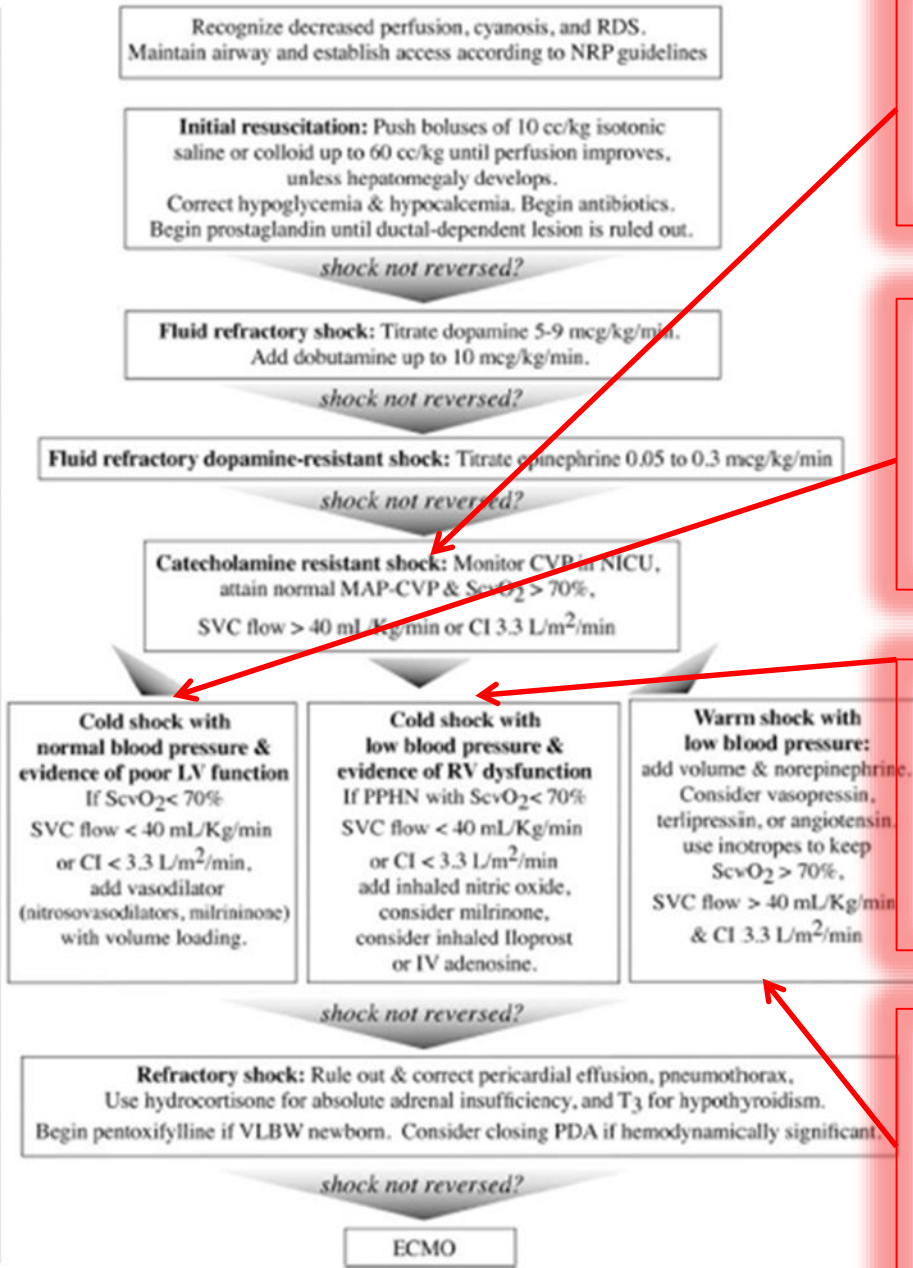 Recognize decreased perfusion, cyanosis, and RDS.
Maintain airway and establish access according to NRP guidelines
Initial resuscitation: Push boluses of 10 cc/kg isotonic
saline or colloid up to 60 cc/kg until perfusion improves,
unless hepatomegaly develops.
Correct hypoglycemia & hypocalcemia. Begin antibiotics.
Begin prostaglandin until ductal-dependent lesion is ruled out.
shock not reversed?
Fluid refractory shock: Titrate dopamine 5-9 mcg/kg/min.
Add dobutamine up to 10 mcg/kg/min.
shock not reversed?
Fluid refractory dopamine-resistant shock: Titrate epinephrine 0.05 to 0.3 mcg/kg/min
shock not reversed?
Catecholamine resistant shock: Monitor CVP in NICU,
attain normal MAP-CVP & ScvO2 > 70%,
SVC flow > 40 mL/Kg/min or CI 3.3 L/m2/min
Cold shock with
normal blood pressure &
evidence of poor LV function
If ScvO2< 70%
SVC flow < 40 mL/Kg/min
or CI < 3.3 L/m2/min,
add vasodilator
(nitrosovasodilators, milrininone)
with volume loading.
Cold shock with
low blood pressure &
evidence of RV dysfunction
If PPHN with ScvO2< 70%
SVC flow < 40 mL/Kg/min
or CI < 3.3 L/m2/min
add inhaled nitric oxide,
consider milrinone,
consider inhaled Iloprost
or IV adenosine.
Warm shock with
low blood pressure:
add volume & norepinephrine.
Consider vasopressin,
terlipressin, or angiotensin.
use inotropes to keep
ScvO2 > 70%,
SVC flow > 40 mL/Kg/min
& CI 3.3 L/m2/min
shock not reversed?
Refractory shock: Rule out & correct pericardial effusion, pneumothorax,
Use hydrocortisone for absolute adrenal insufficiency, and T3 for hypothyroidism.
Begin pentoxifylline if VLBW newborn. Consider closing PDA if hemodynamically significant.
shock not reversed?
ECMO